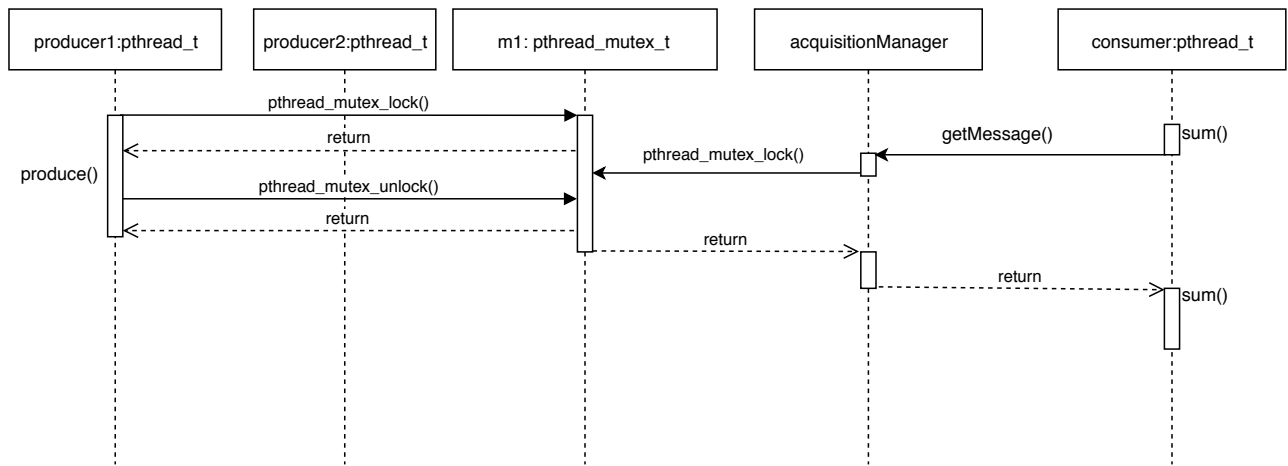 producer1:pthread_t
producer2:pthread_t
m1: pthread_mutex_t
acquisitionManager
consumer:pthread_t
pthread_mutex_lock()
getMessage()
sum()
return
pthread_mutex_lock()
produce()
pthread_mutex_unlock()
return
return
return
sum()